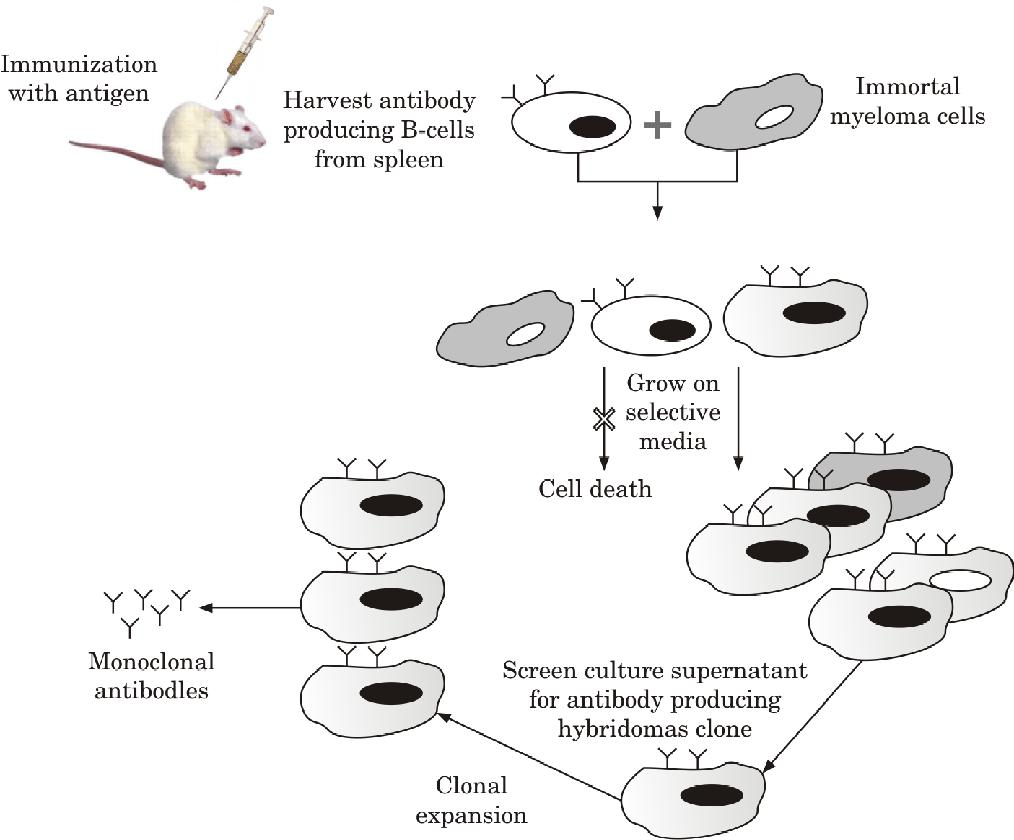 Immunization
with antigen
Harvest antibody
producing B-cells
from spleen
Immortal
myeloma cells
Grow on
selective
media
Cell death
Monoclonal
antibodles
Screen culture supernatant
for antibody producing
hybridomas clone
Clonal
expansion